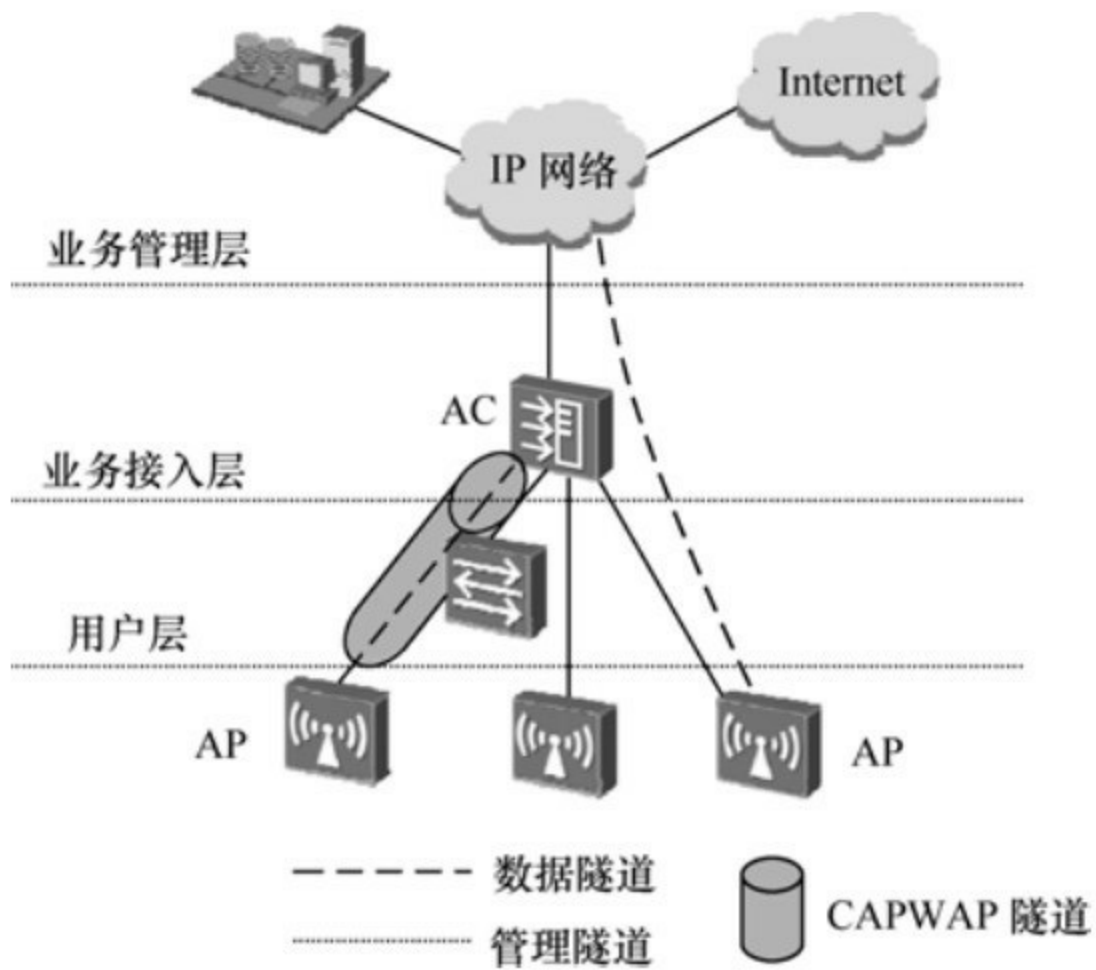 Internet
IP 网络
业务管理层
AC
业务接入层
用户层
AP
AP
数据隧道
CAPWAP 隧道
管理隧道